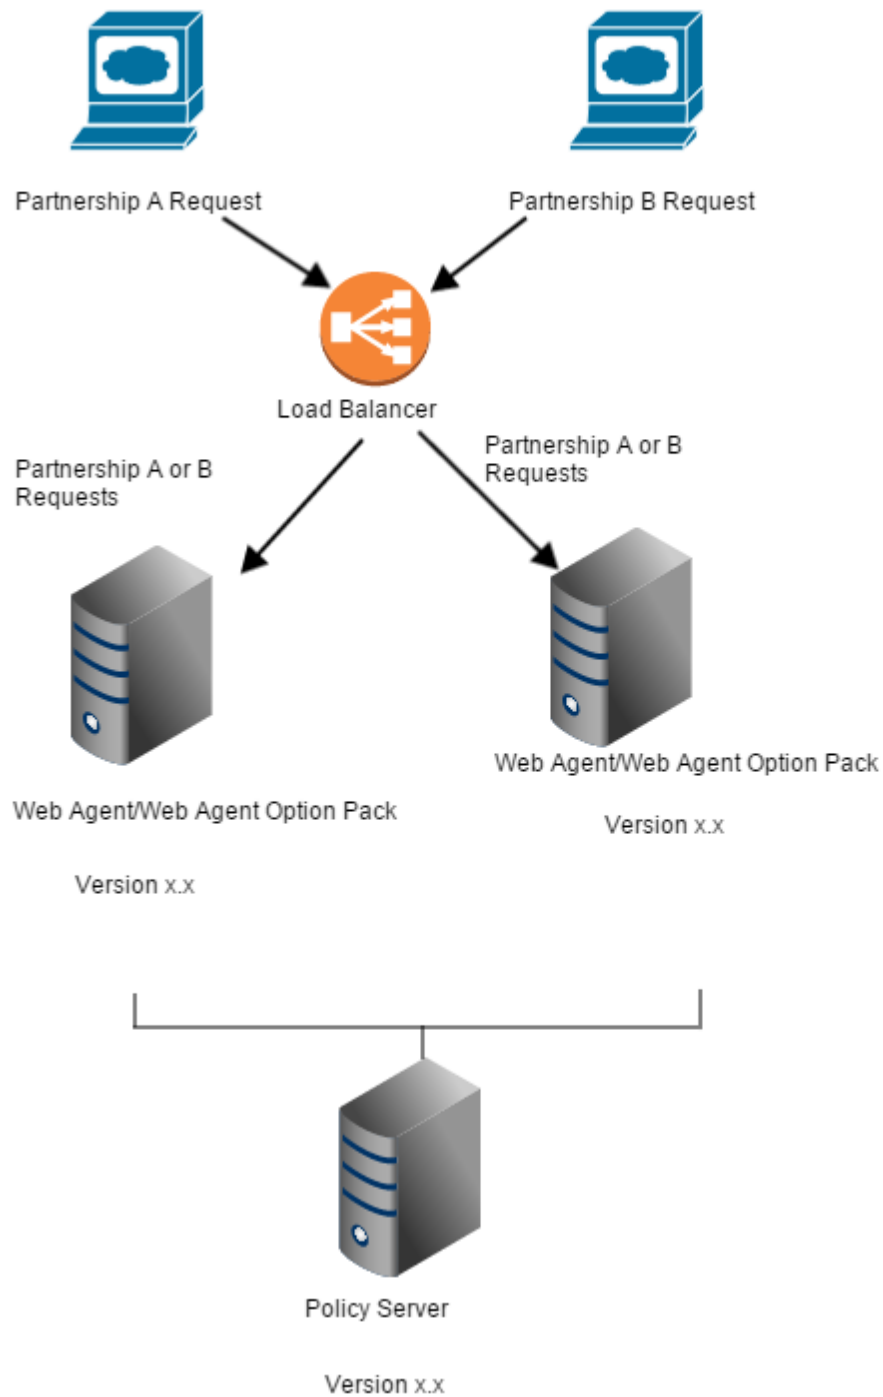 Partnership A Request
Partnership B Request
Load Balancer
Partnership A or B
Requests
Partnership A or B
Requests
Web Agent/Web Agent Option Pack
Version x.x
Web Agent/Web Agent Option Pack
Version x.x
Policy Server
Version x.x